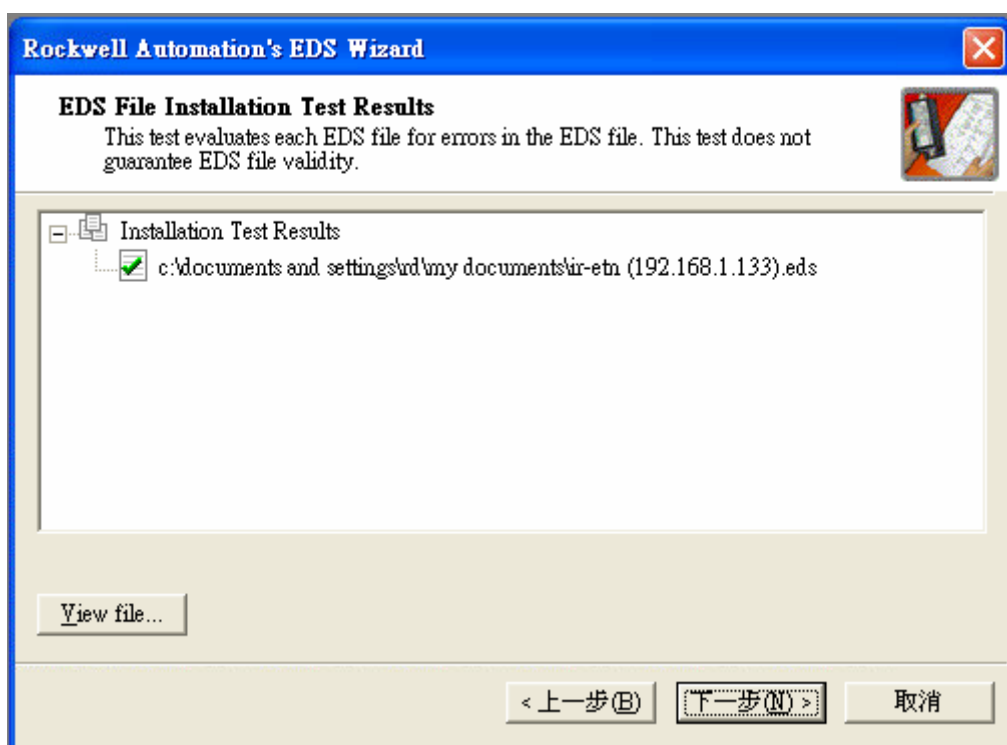 Rockwell Automation's EDS Wizard
EDS File Installation Test Results
This test evaluates each EDS file for errors in the EDS file. This test does not
guarantee EDS file validity.
Installation Test Results
c:\documents and settings\rd\my documents\ir-etn (192.168.1.133).eds
View file...
< 上一步(B)
下一步(N) >
取消